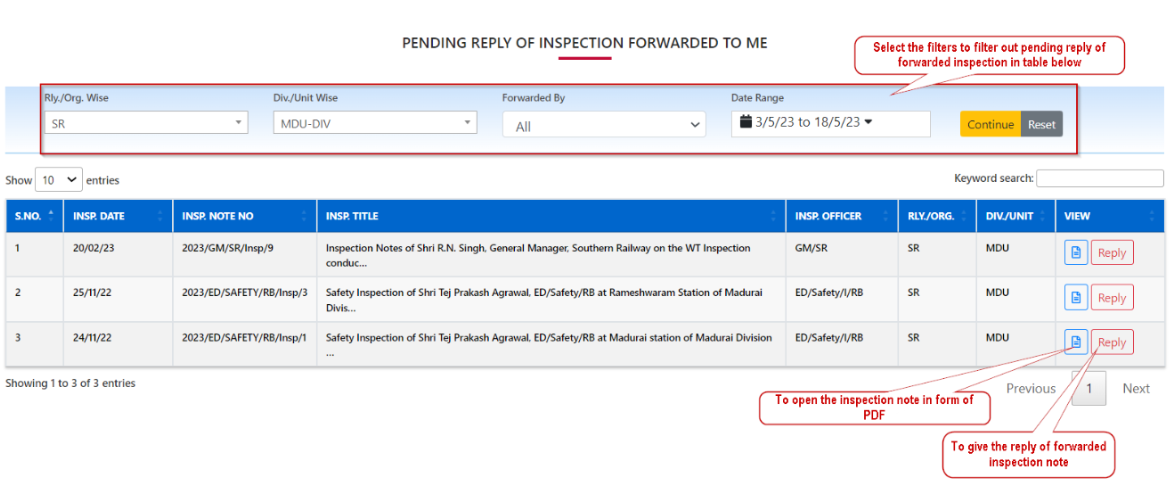 PENDING REPLY OF INSPECTION FORWARDED TO ME
Select the filters to filter out pending reply of
forwarded inspection in table below
Rly./Org. Wise Div./Unit Wise Forwarded By Date Range
SR MDU-DIV All 3/5/23 to 18/5/23 Continue Reset
Show 10 entries Keyword search:
S.NO. INSP. DATE INSP. NOTE NO INSP. TITLE INSP. OFFICER RLY./ORG. DIV./UNIT VIEW
1 20/02/23 2023/GM/SR/Insp/9 Inspection Notes of Shri R.N. Singh, General Manager, Southern Railway on the WT Inspection GM/SR SR MDU Reply
conduc...
2 25/11/22 2023/ED/SAFETY/RB/Insp/3 Safety Inspection of Shri Tej Prakash Agrawal, ED/Safety/RB at Rameshwaram Station of Madurai ED/Safety/I/RB SR MDU Reply
Divis...
3 24/11/22 2023/ED/SAFETY/RB/Insp/1 Safety Inspection of Shri Tej Prakash Agrawal, ED/Safety/RB at Madurai station of Madurai Division ED/Safety/I/RB SR MDU Reply
...
Showing 1 to 3 of 3 entries Previous 1 Next
To open the inspection note in form of
PDF
To give the reply of forwarded
inspection note